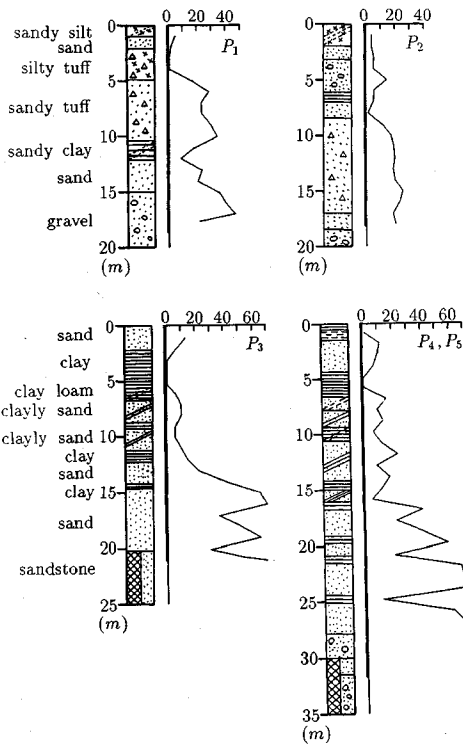 0 20 40
P1
0
sandy silt
sand
silty tuff
5
sandy tuff
10
sandy clay
sand
15
gravel
20
(m)
0 20 40
P2
0
5
10
15
20
(m)
0 20 40 60
P3
0
sand
clay
5
clay loam
clayly sand
clayly sand
10
clay
sand
clay
15
sand
20
sandstone
25
(m)
0 20 40 60
P4, P5
0
5
10
15
20
25
30
35
(m)